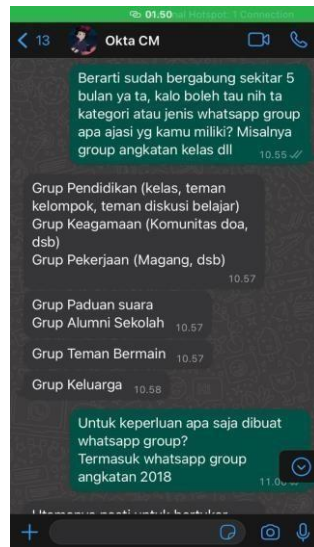 01.50
nal Hotspot: 1 Connection
13
Okta CM
Berarti sudah bergabung sekitar 5
bulan ya ta, kalo boleh tau nih ta
kategori atau jenis whatsapp group
apa ajasi yg kamu miliki? Misalnya
group angkatan kelas dll
10.55
Grup Pendidikan (kelas, teman
kelompok, teman diskusi belajar)
Grup Keagamaan (Komunitas doa,
dsb)
Grup Pekerjaan (Magang, dsb)
10.57
Grup Paduan suara
Grup Alumni Sekolah 10.57
Grup Teman Bermain 10.57
Grup Keluarga 10.58
Untuk keperluan apa saja dibuat
whatsapp group?
Termasuk whatsapp group
angkatan 2018